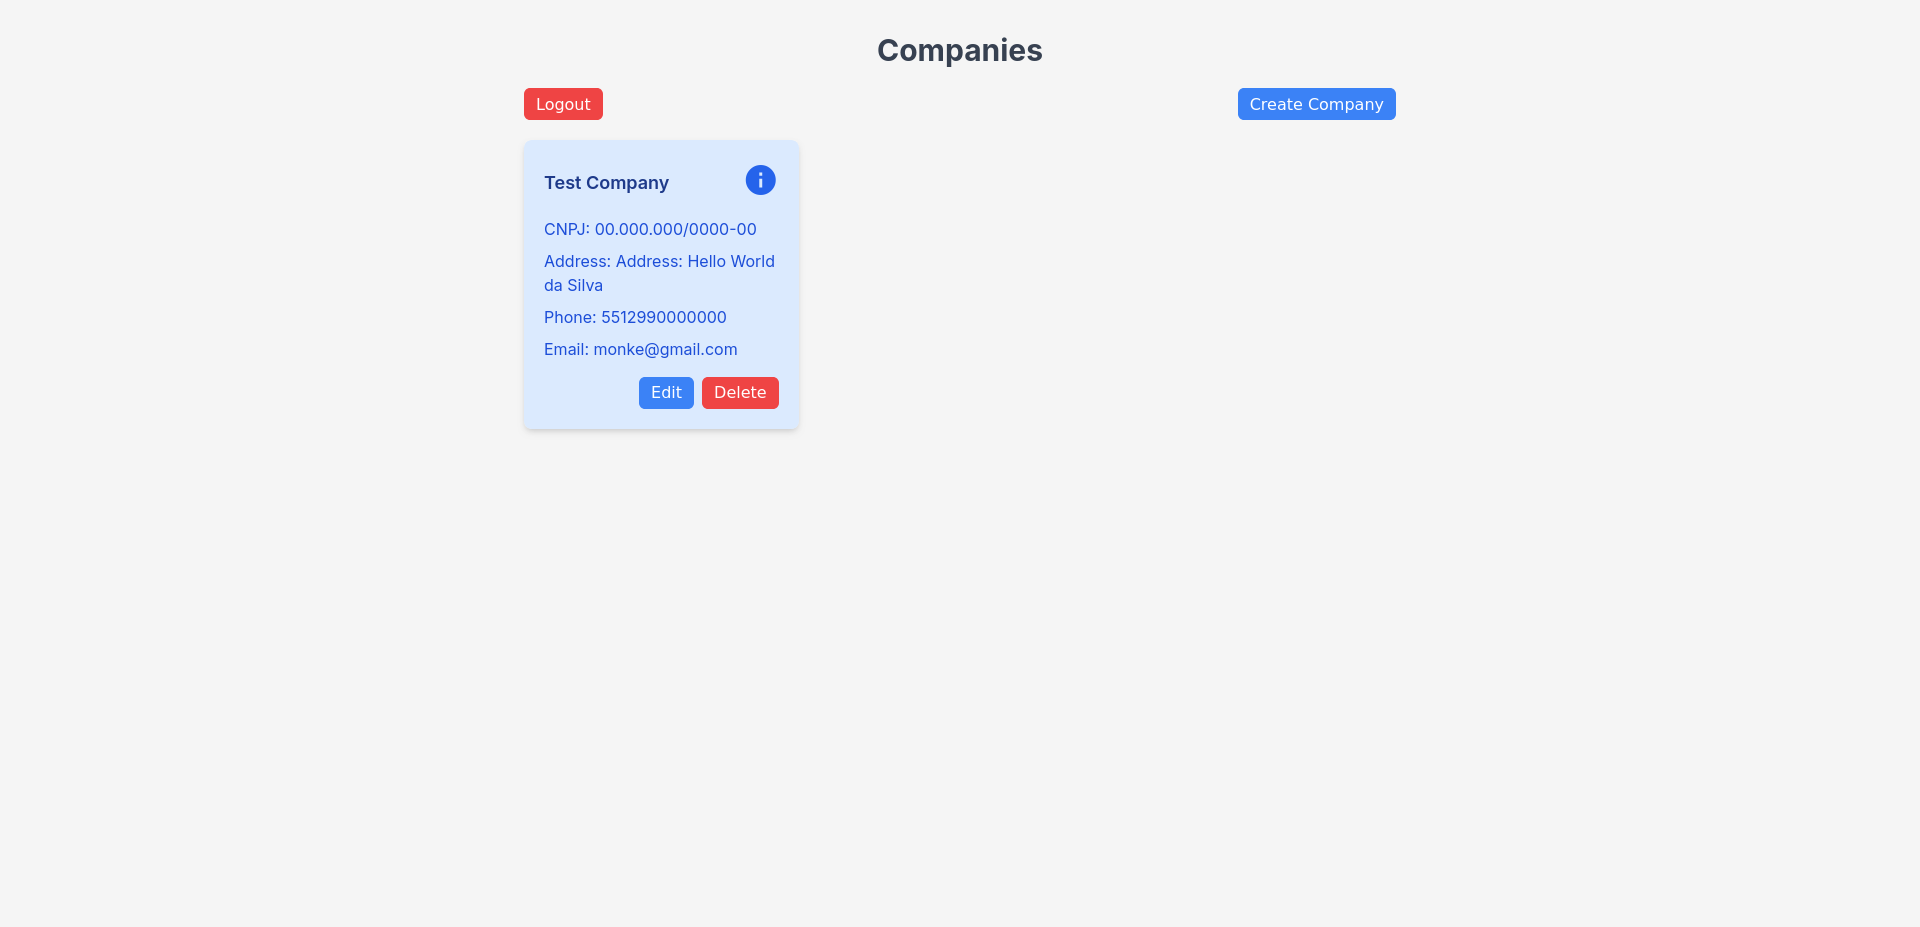 Companies
Logout
Create Company
Test Company
CNPJ: 00.000.000/0000-00
Address: Address: Hello World
da Silva
Phone: 5512990000000
Email: monke@gmail.com
Edit
Delete